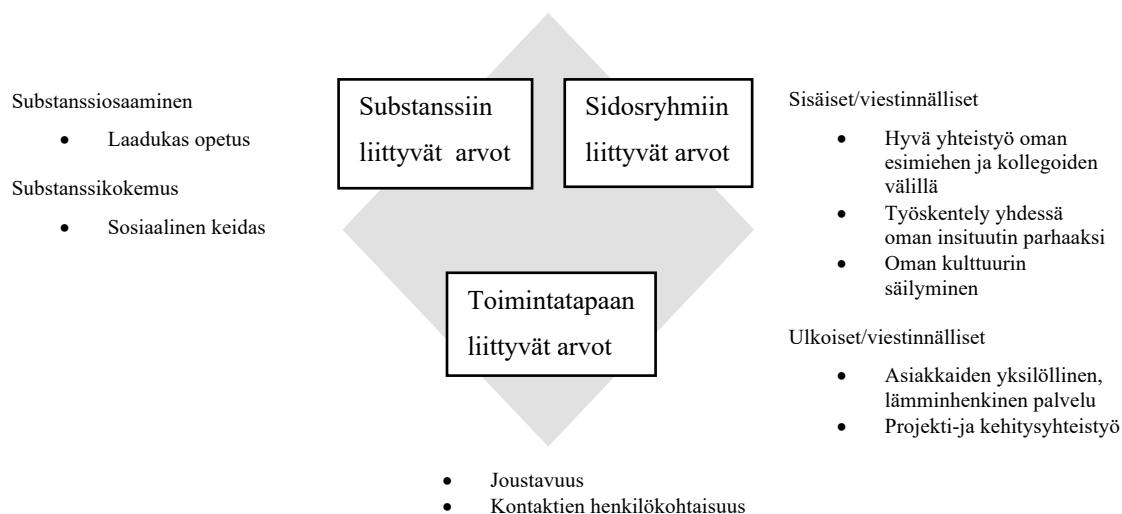 Substanssiosaaminen
• Laadukas opetus
Substanssikokemus
• Sosiaalinen keidas
Substanssiin
liittyvät arvot
Sidosryhmiin
liittyvät arvot
Toimintatapaan
liittyvät arvot
Sisäiset/viestinnälliset
• Hyvä yhteistyö oman
esimiehen ja kollegoiden
välillä
• Työskentely yhdessä
oman insituutin parhaaksi
• Oman kulttuurin
säilyminen
Ulkoiset/viestinnälliset
• Asiakkaiden yksilöllinen,
lämminhenkinen palvelu
• Projekti-ja kehitysyhteistyö
• Joustavuus
• Kontaktien henkilökohtaisuus